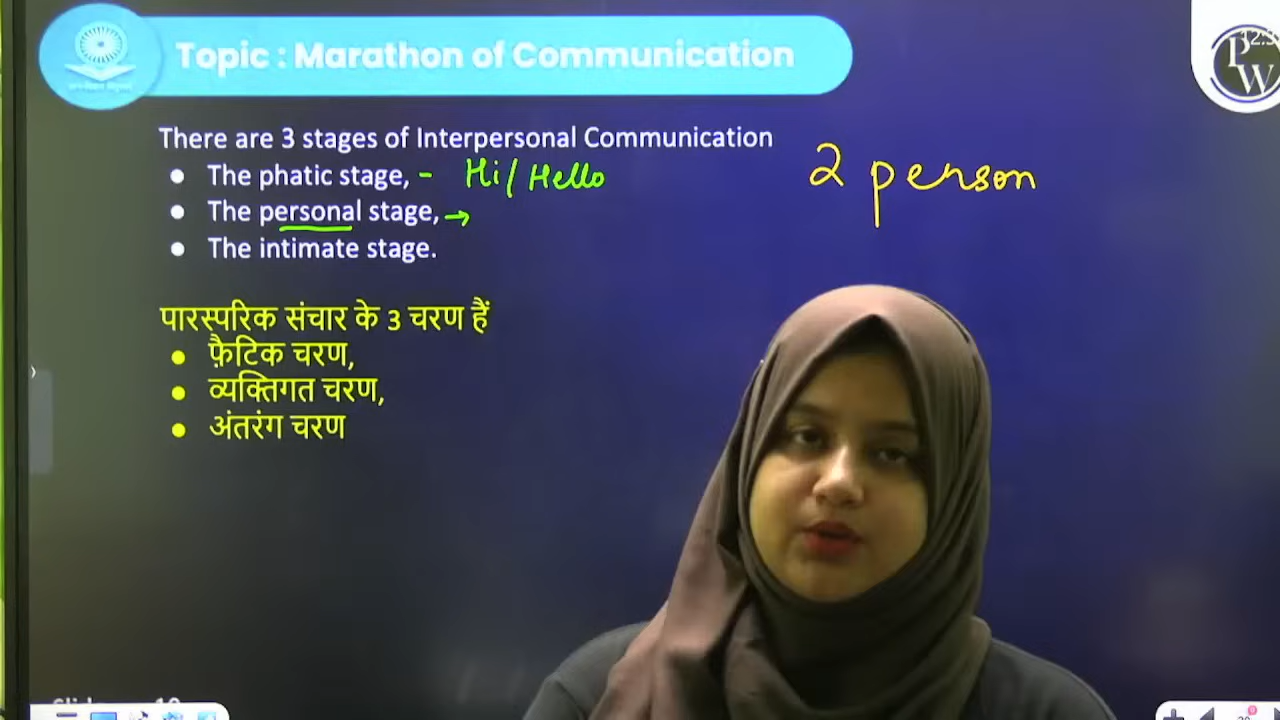 Topic : Marathon of Communication
PW
There are 3 stages of Interpersonal Communication
2 person
● The phatic stage, - Hi/Hello
● The personal stage, →
● The intimate stage.
पारस्परिक संचार के 3 चरण हैं
● फ़ैटिक चरण,
● व्यक्तिगत चरण,
● अंतरंग चरण